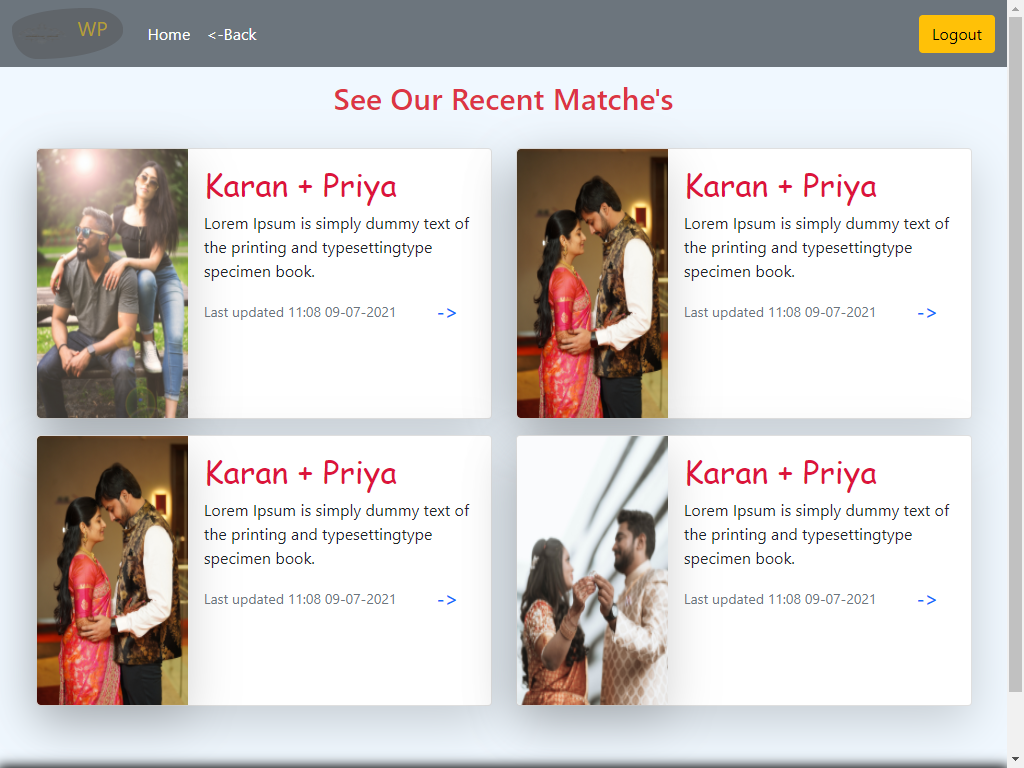 WP
Home <-Back
Logout
See Our Recent Matche's
Karan + Priya
Lorem Ipsum is simply dummy text of
the printing and typesettingtype
specimen book.
Last updated 11:08 09-07-2021 ->
Karan + Priya
Lorem Ipsum is simply dummy text of
the printing and typesettingtype
specimen book.
Last updated 11:08 09-07-2021 ->
Karan + Priya
Lorem Ipsum is simply dummy text of
the printing and typesettingtype
specimen book.
Last updated 11:08 09-07-2021 ->
Karan + Priya
Lorem Ipsum is simply dummy text of
the printing and typesettingtype
specimen book.
Last updated 11:08 09-07-2021 ->